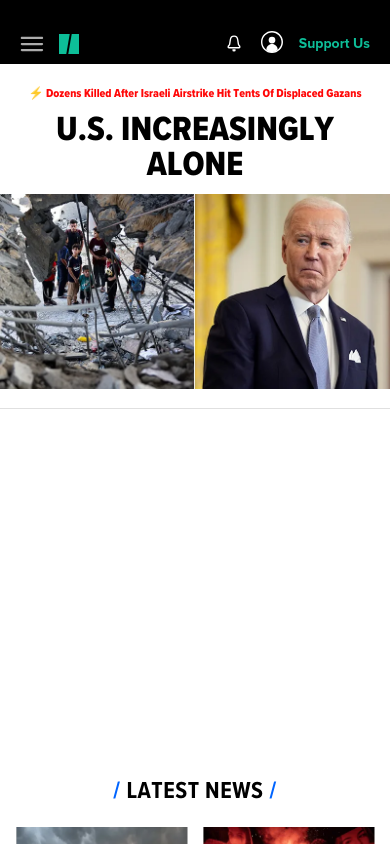 Support Us
⚡ Dozens Killed After Israeli Airstrike Hit Tents Of Displaced Gazans
U.S. INCREASINGLY
ALONE
/ LATEST NEWS /